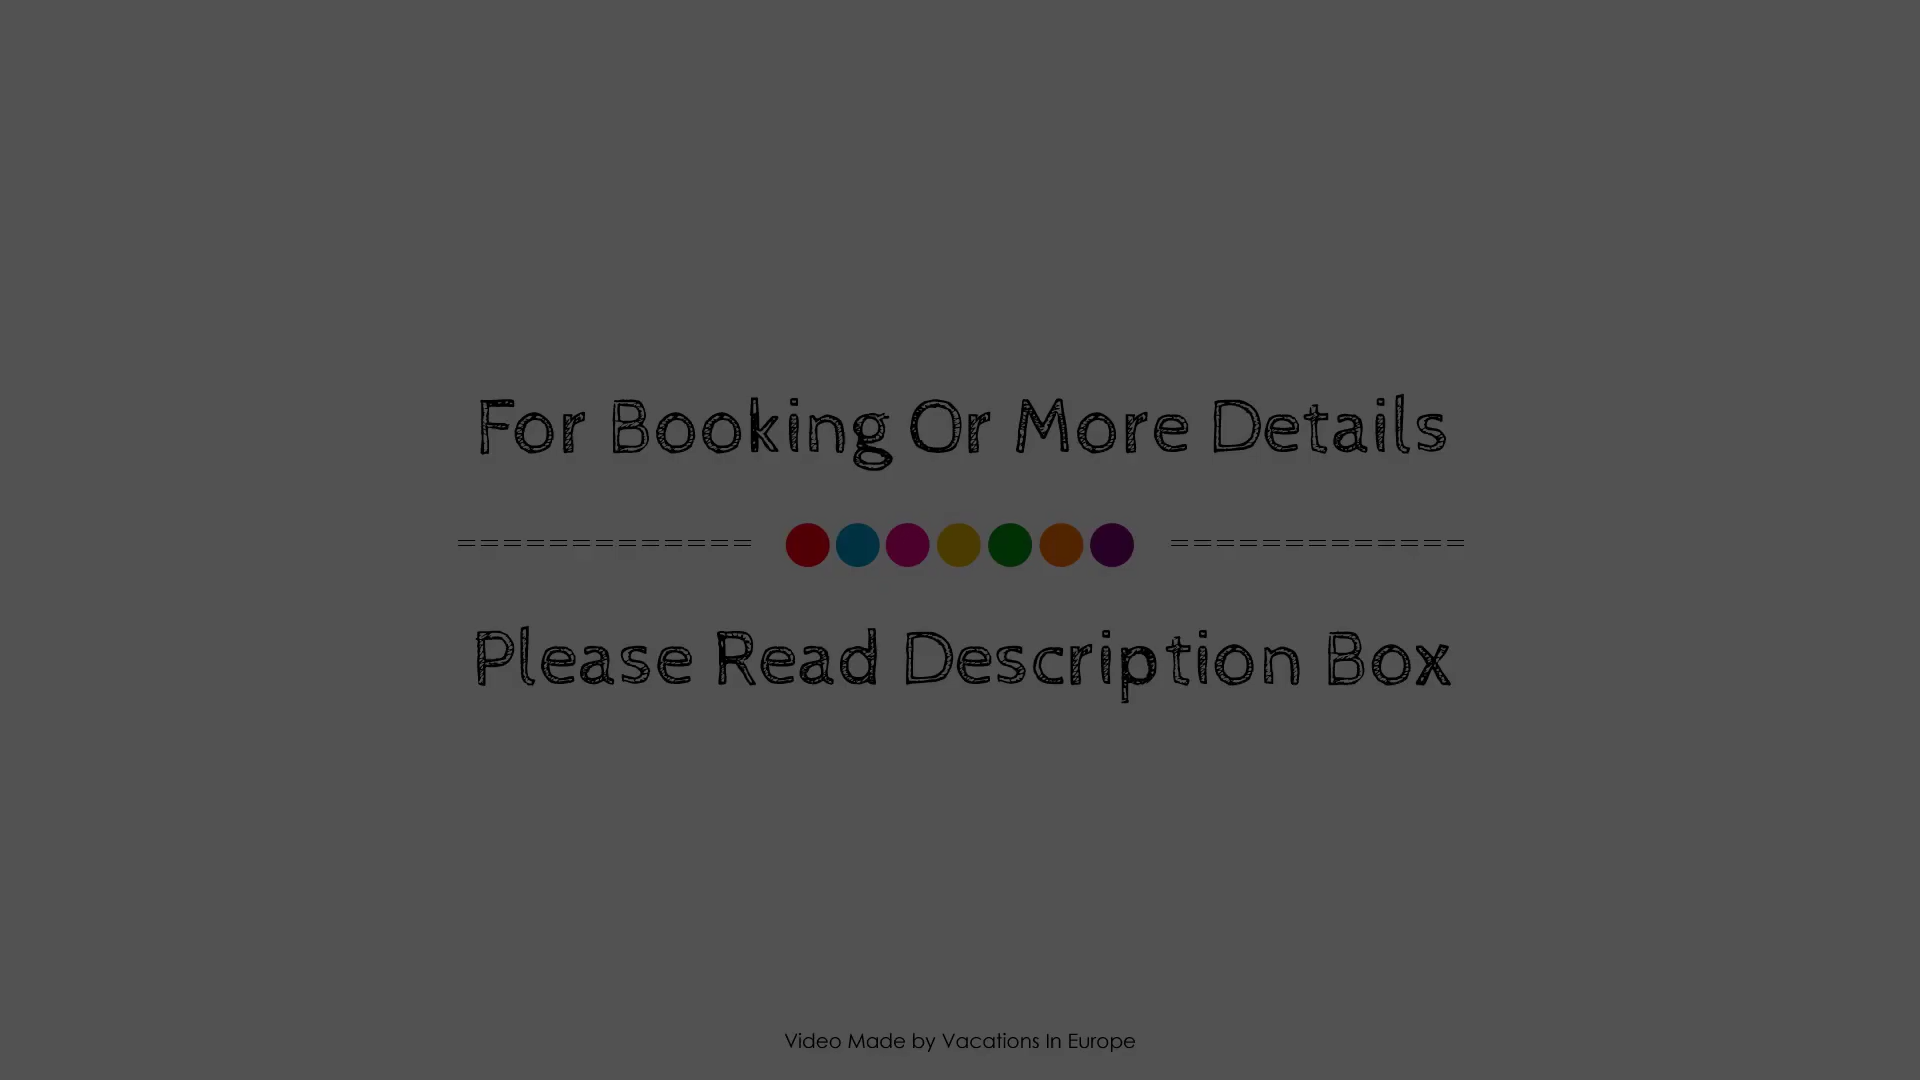 For Booking Or More Details
============= =============
Please Read Description Box
Video Made by Vacations In Europe